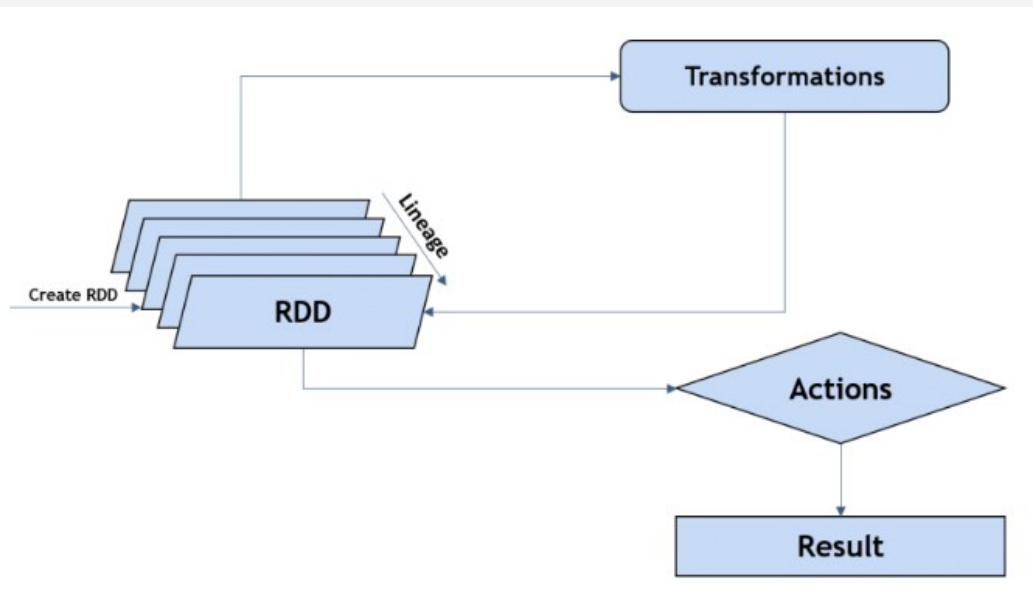 Transformations
Lineage
Create RDD
RDD
Actions
Result